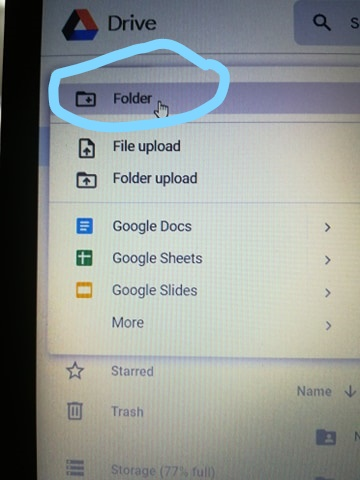 Drive
S
Folder
File upload
Folder upload
Google Docs
Google Sheets
Google Slides
More
Starred
Trash
Name
N
Storage (77% full)